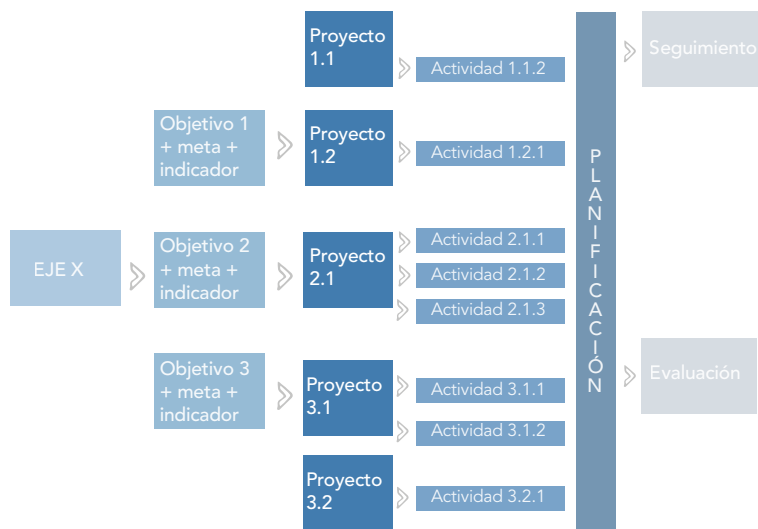 EJE X
Objetivo 1
+ meta +
indicador
Objetivo 2
+ meta +
indicador
Objetivo 3
+ meta +
indicador
Proyecto
1.1
Proyecto
1.2
Proyecto
2.1
Proyecto
3.1
Proyecto
3.2
Actividad 1.1.2
Actividad 1.2.1
Actividad 2.1.1
Actividad 2.1.2
Actividad 2.1.3
Actividad 3.1.1
Actividad 3.1.2
Actividad 3.2.1
PLANIFICACIÓN
Seguimiento
Evaluación